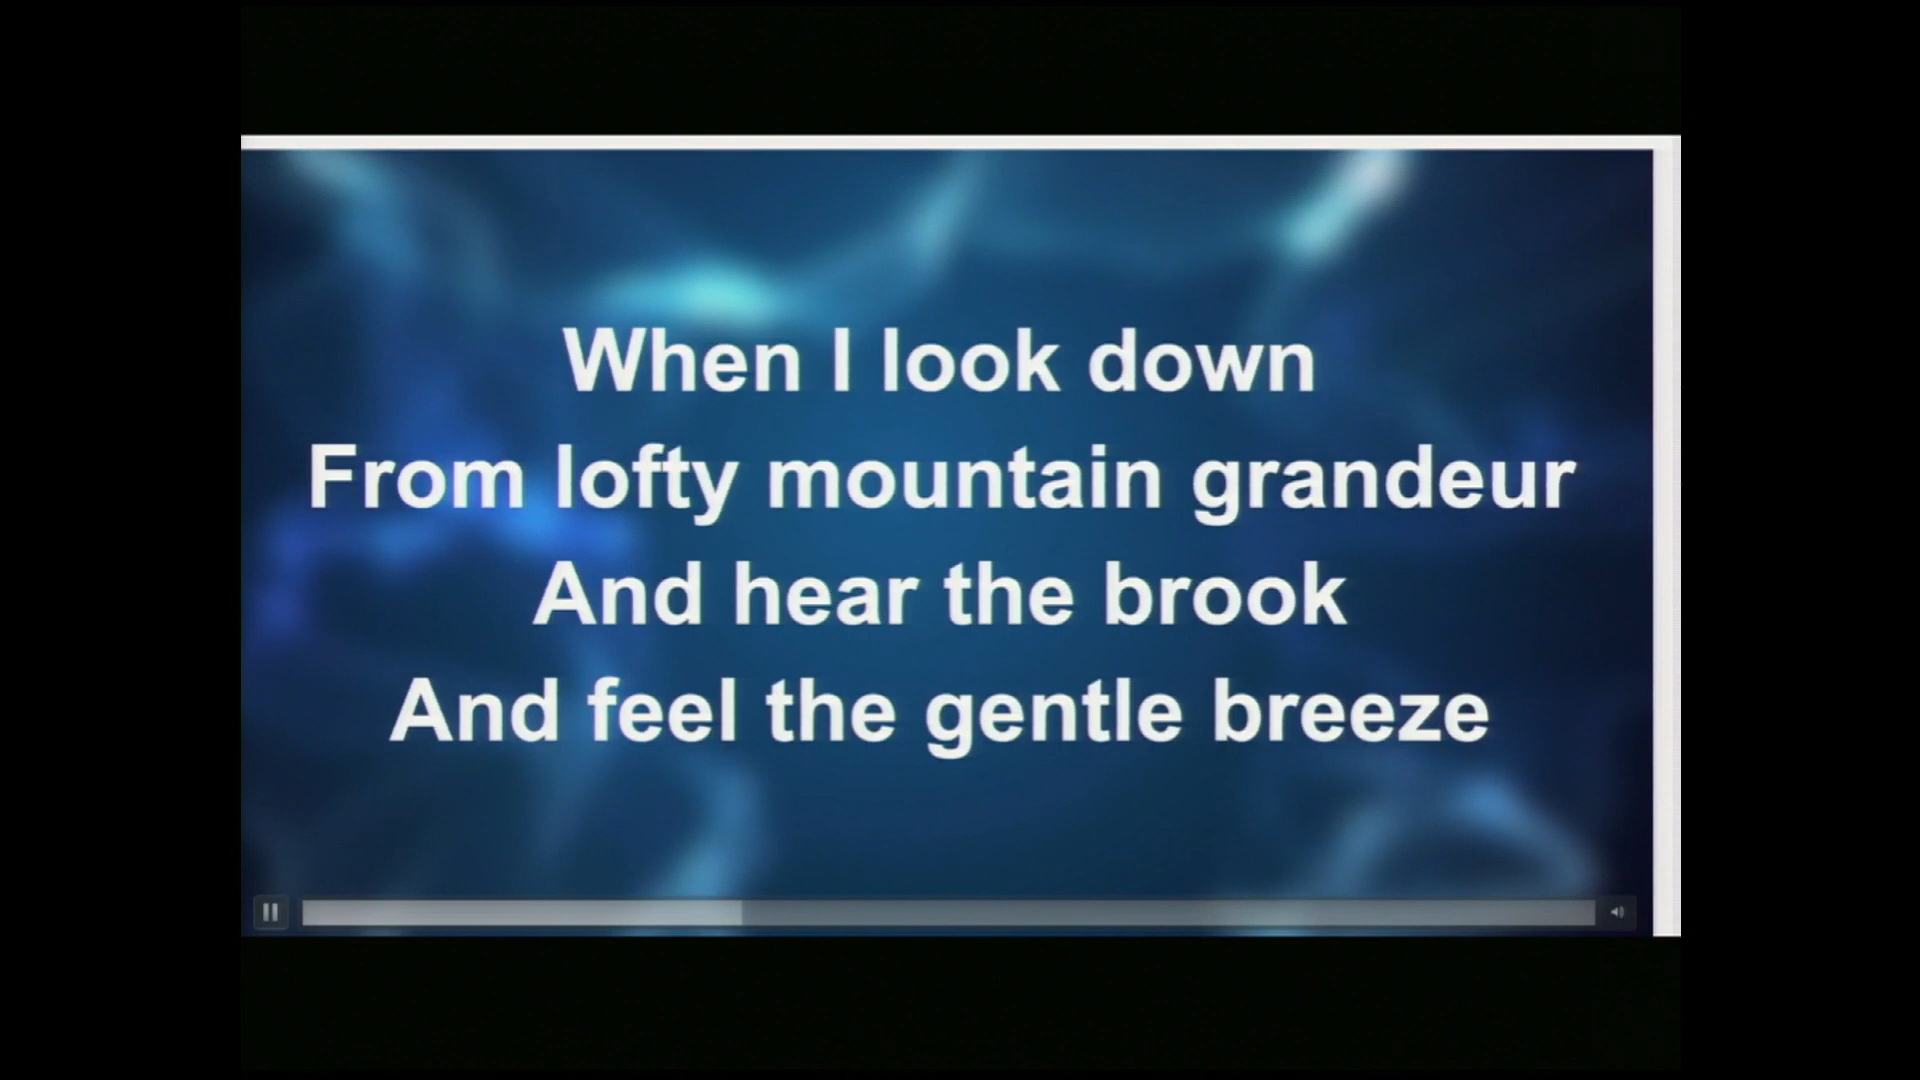 When I look down
From lofty mountain grandeur
And hear the brook
And feel the gentle breeze